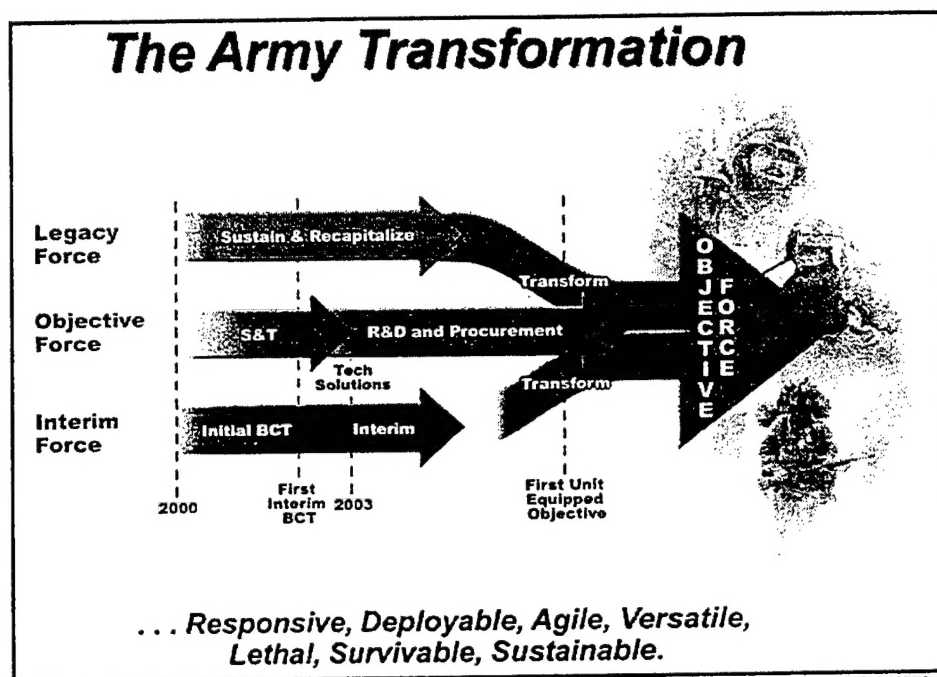 The Army Transformation
Legacy
Force
Sustain & Recapitalize
Transform
Objective
Force
S&T
R&D and Procurement
Tech
Solutions
Transform
Interim
Force
Initial BCT
Interim
OBJECTIVE
FORCE
2000
First
Interim
BCT
2003
First Unit
Equipped
Objective
. . . Responsive, Deployable, Agile, Versatile,
Lethal, Survivable, Sustainable.